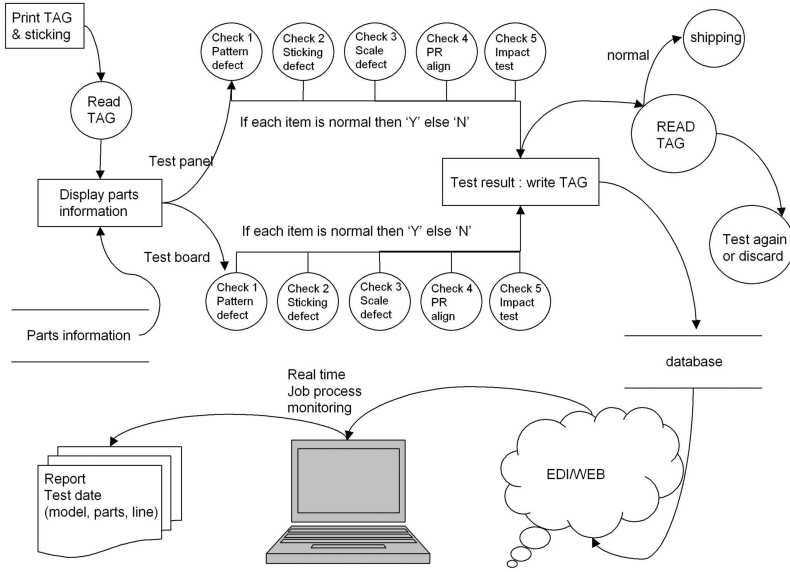 Print TAG
& sticking
Read
TAG
Display parts
information
Parts information
Test panel
Test board
Check 1
Pattern
defect
Check 2
Sticking
defect
Check 3
Scale
defect
Check 4
PR
align
Check 5
Impact
test
If each item is normal then ‘Y’ else ‘N’
If each item is normal then ‘Y’ else ‘N’
Check 1
Pattern
defect
Check 2
Sticking
defect
Check 3
Scale
defect
Check 4
PR
align
Check 5
Impact
test
Test result : write TAG
normal
shipping
READ
TAG
Test again
or discard
database
EDI/WEB
Real time
Job process
monitoring
Report
Test date
(model, parts, line)